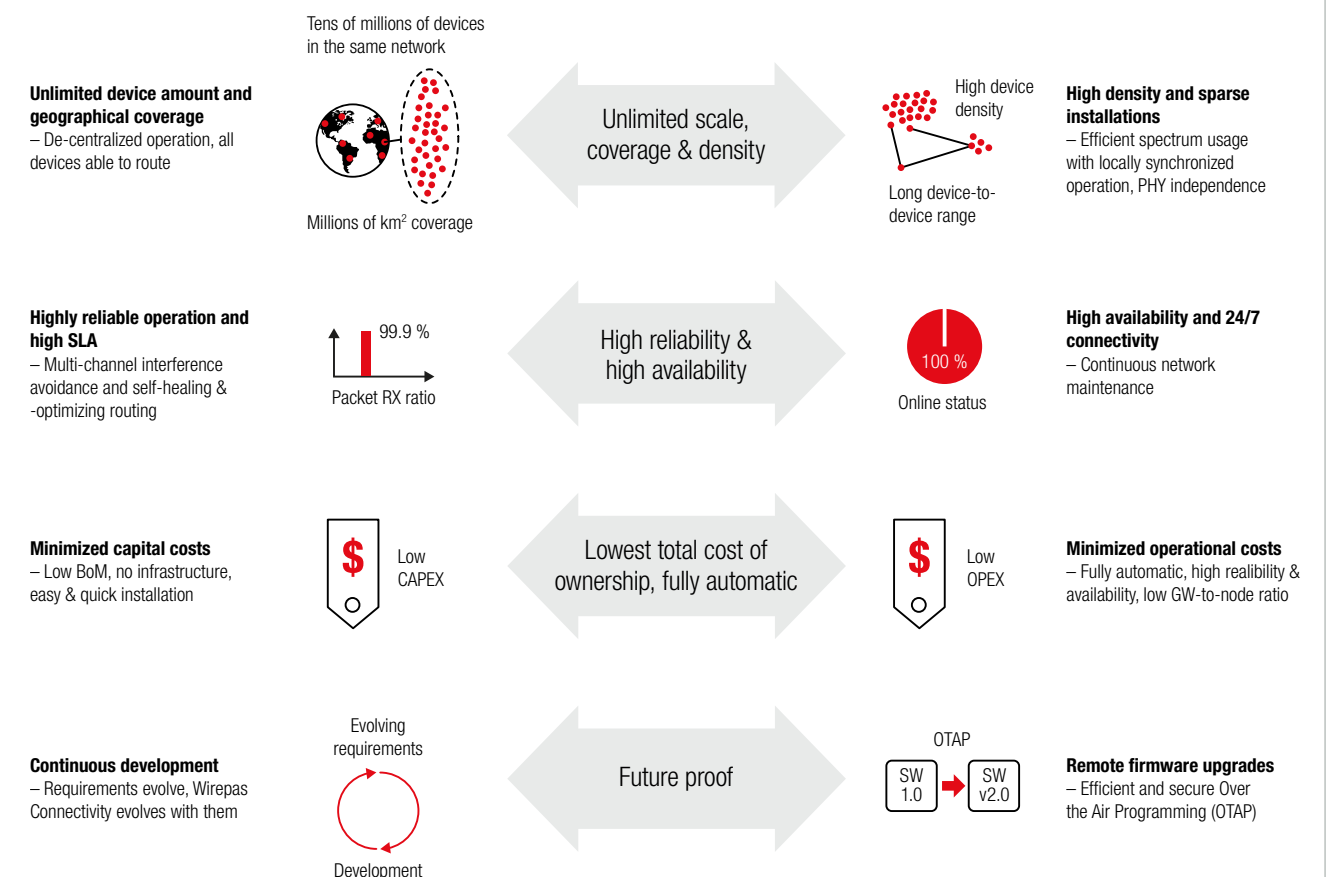 Tens of millions of devices
in the same network
Unlimited device amount and
geographical coverage
– De-centralized operation, all
devices able to route
Millions of km² coverage
Unlimited scale,
coverage & density
High device
density
Long device-to-
device range
High density and sparse
installations
– Efficient spectrum usage
with locally synchronized
operation, PHY independence
Highly reliable operation and
high SLA
– Multi-channel interference
avoidance and self-healing &
-optimizing routing
99.9 %
Packet RX ratio
High reliability &
high availability
100 %
Online status
High availability and 24/7
connectivity
– Continuous network
maintenance
Minimized capital costs
– Low BoM, no infrastructure,
easy & quick installation
$
Low
CAPEX
Lowest total cost of
ownership, fully automatic
$
Low
OPEX
Minimized operational costs
– Fully automatic, high realibility &
availability, low GW-to-node ratio
Continuous development
– Requirements evolve, Wirepas
Connectivity evolves with them
Evolving
requirements
Development
Future proof
OTAP
SW
1.0
SW
v2.0
Remote firmware upgrades
– Efficient and secure Over
the Air Programming (OTAP)